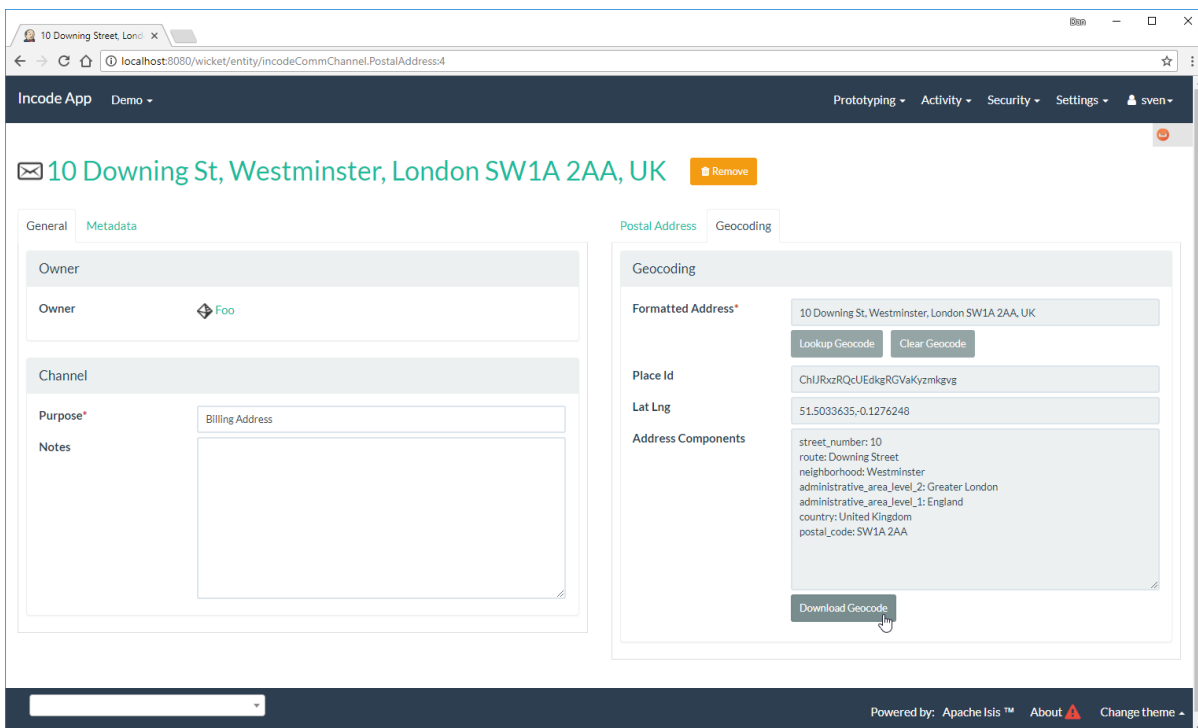 10 Downing Street, Lond
Dan
localhost:8080/wicket/entity/incodeCommChannel.PostalAddress:4
Incode App Demo Prototyping Activity Security Settings sven
10 Downing St, Westminster, London SW1A 2AA, UK Remove
General Metadata
Owner
Owner Foo
Channel
Purpose* Billing Address
Notes
Postal Address Geocoding
Geocoding
Formatted Address* 10 Downing St, Westminster, London SW1A 2AA, UK
Lookup Geocode Clear Geocode
Place Id ChIJRxzRQcUEdkgRGVaKyzmkgvg
Lat Lng 51.5033635,-0.1276248
Address Components street_number: 10
route: Downing Street
neighborhood: Westminster
administrative_area_level_2: Greater London
administrative_area_level_1: England
country: United Kingdom
postal_code: SW1A 2AA
Download Geocode
Powered by: Apache Isis ™ About Change theme